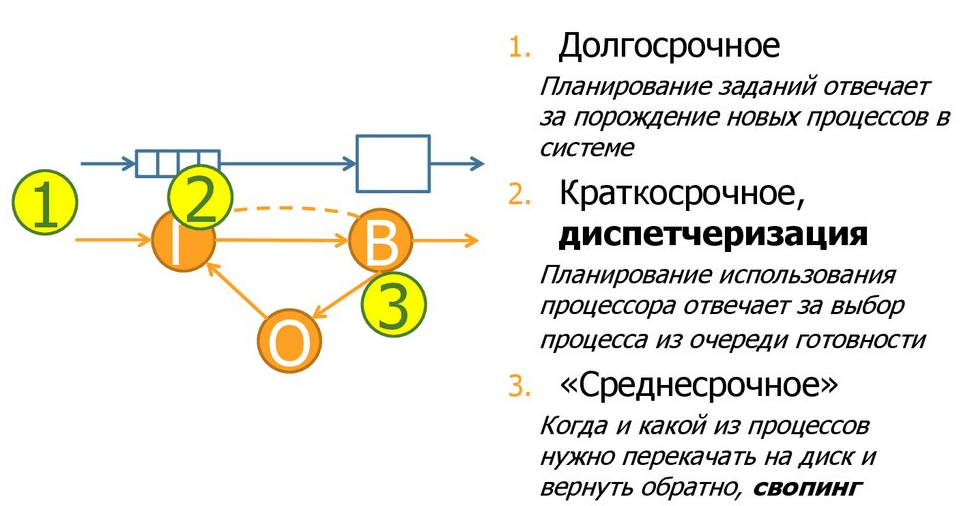 1. Долгосрочное
Планирование заданий отвечает
за порождение новых процессов в
системе
2. Краткосрочное,
диспетчеризация
Планирование использования
процессора отвечает за выбор
процесса из очереди готовности
3. «Среднесрочное»
Когда и какой из процессов
нужно перекачать на диск и
вернуть обратно, свопинг
1
2
В
3
О